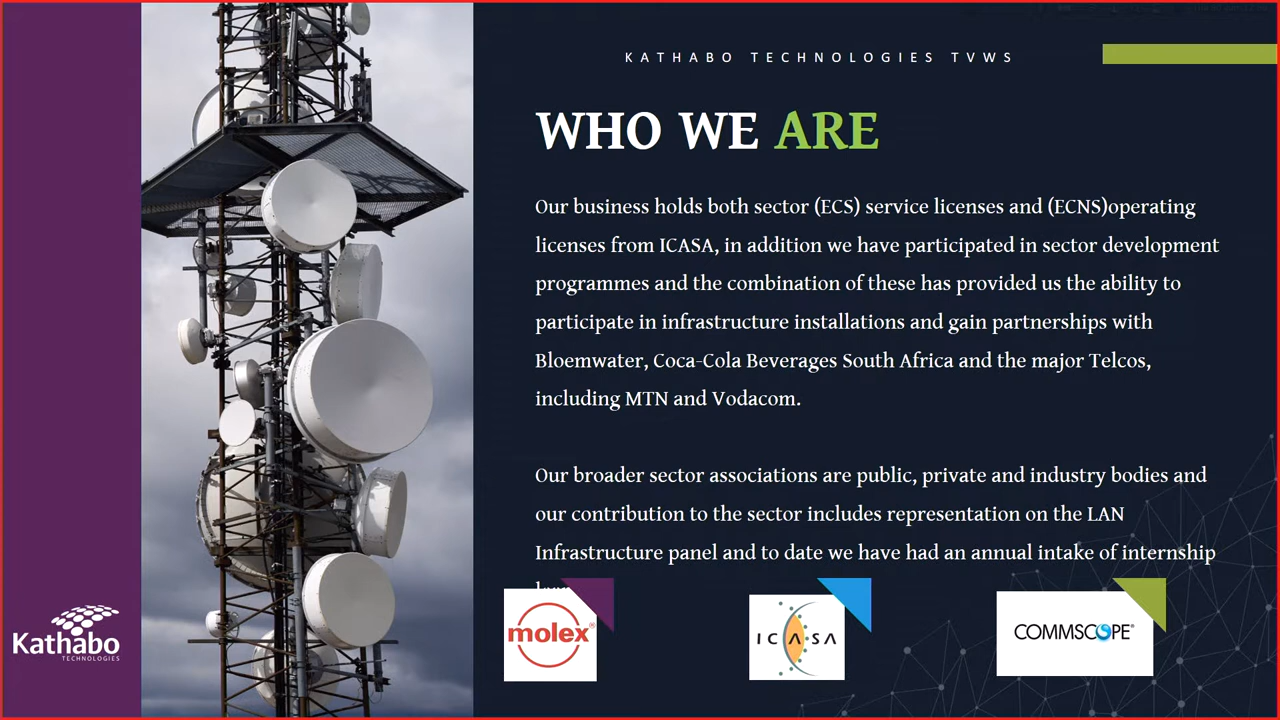 KATHABO TECHNOLOGIES TVWS
WHO WE ARE
Our business holds both sector (ECS) service licenses and (ECNS)operating
licenses from ICASA, in addition we have participated in sector development
programmes and the combination of these has provided us the ability to
participate in infrastructure installations and gain partnerships with
Bloemwater, Coca-Cola Beverages South Africa and the major Telcos,
including MTN and Vodacom.
Our broader sector associations are public, private and industry bodies and
our contribution to the sector includes representation on the LAN
Infrastructure panel and to date we have had an annual intake of internship
molex®
ICASA
COMMSCOPE®
Kathabo
TECHNOLOGIES